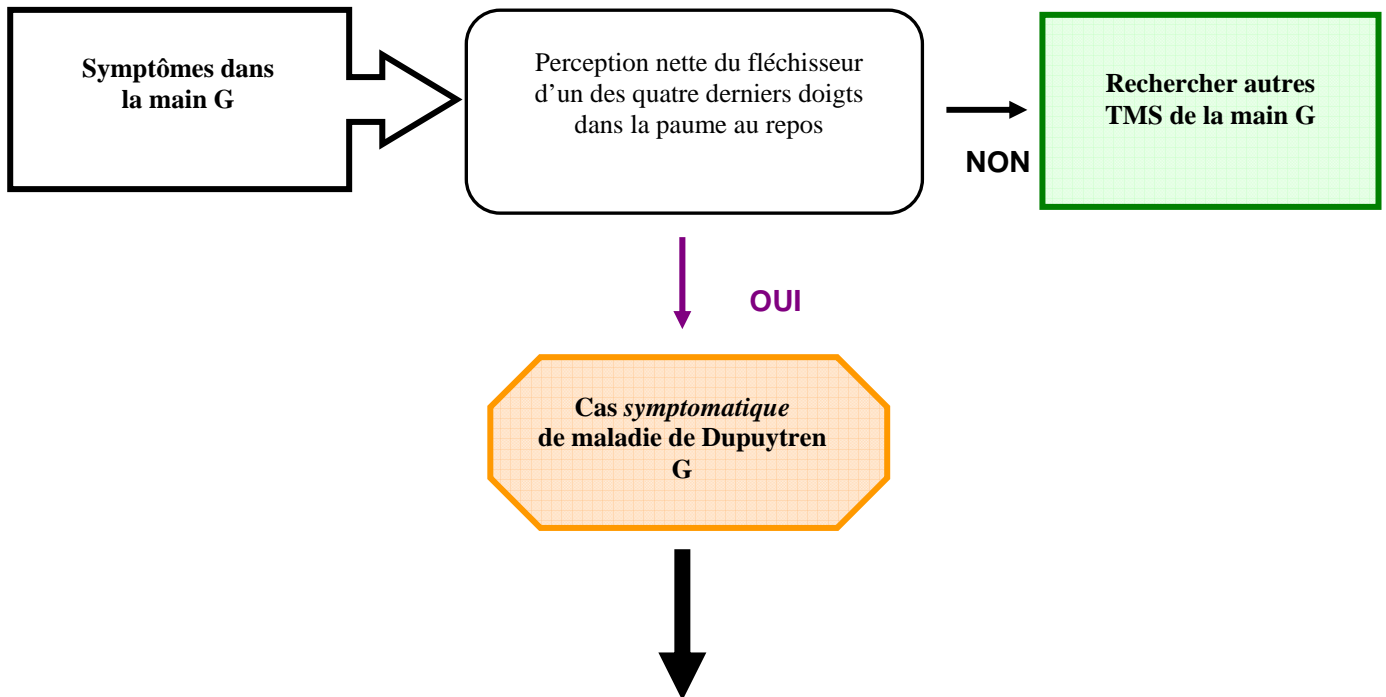 Symptômes dans
la main G
Perception nette du fléchisseur
d’un des quatre derniers doigts
dans la paume au repos
NON
Rechercher autres
TMS de la main G
OUI
Cas symptomatique
de maladie de Dupuytren
G